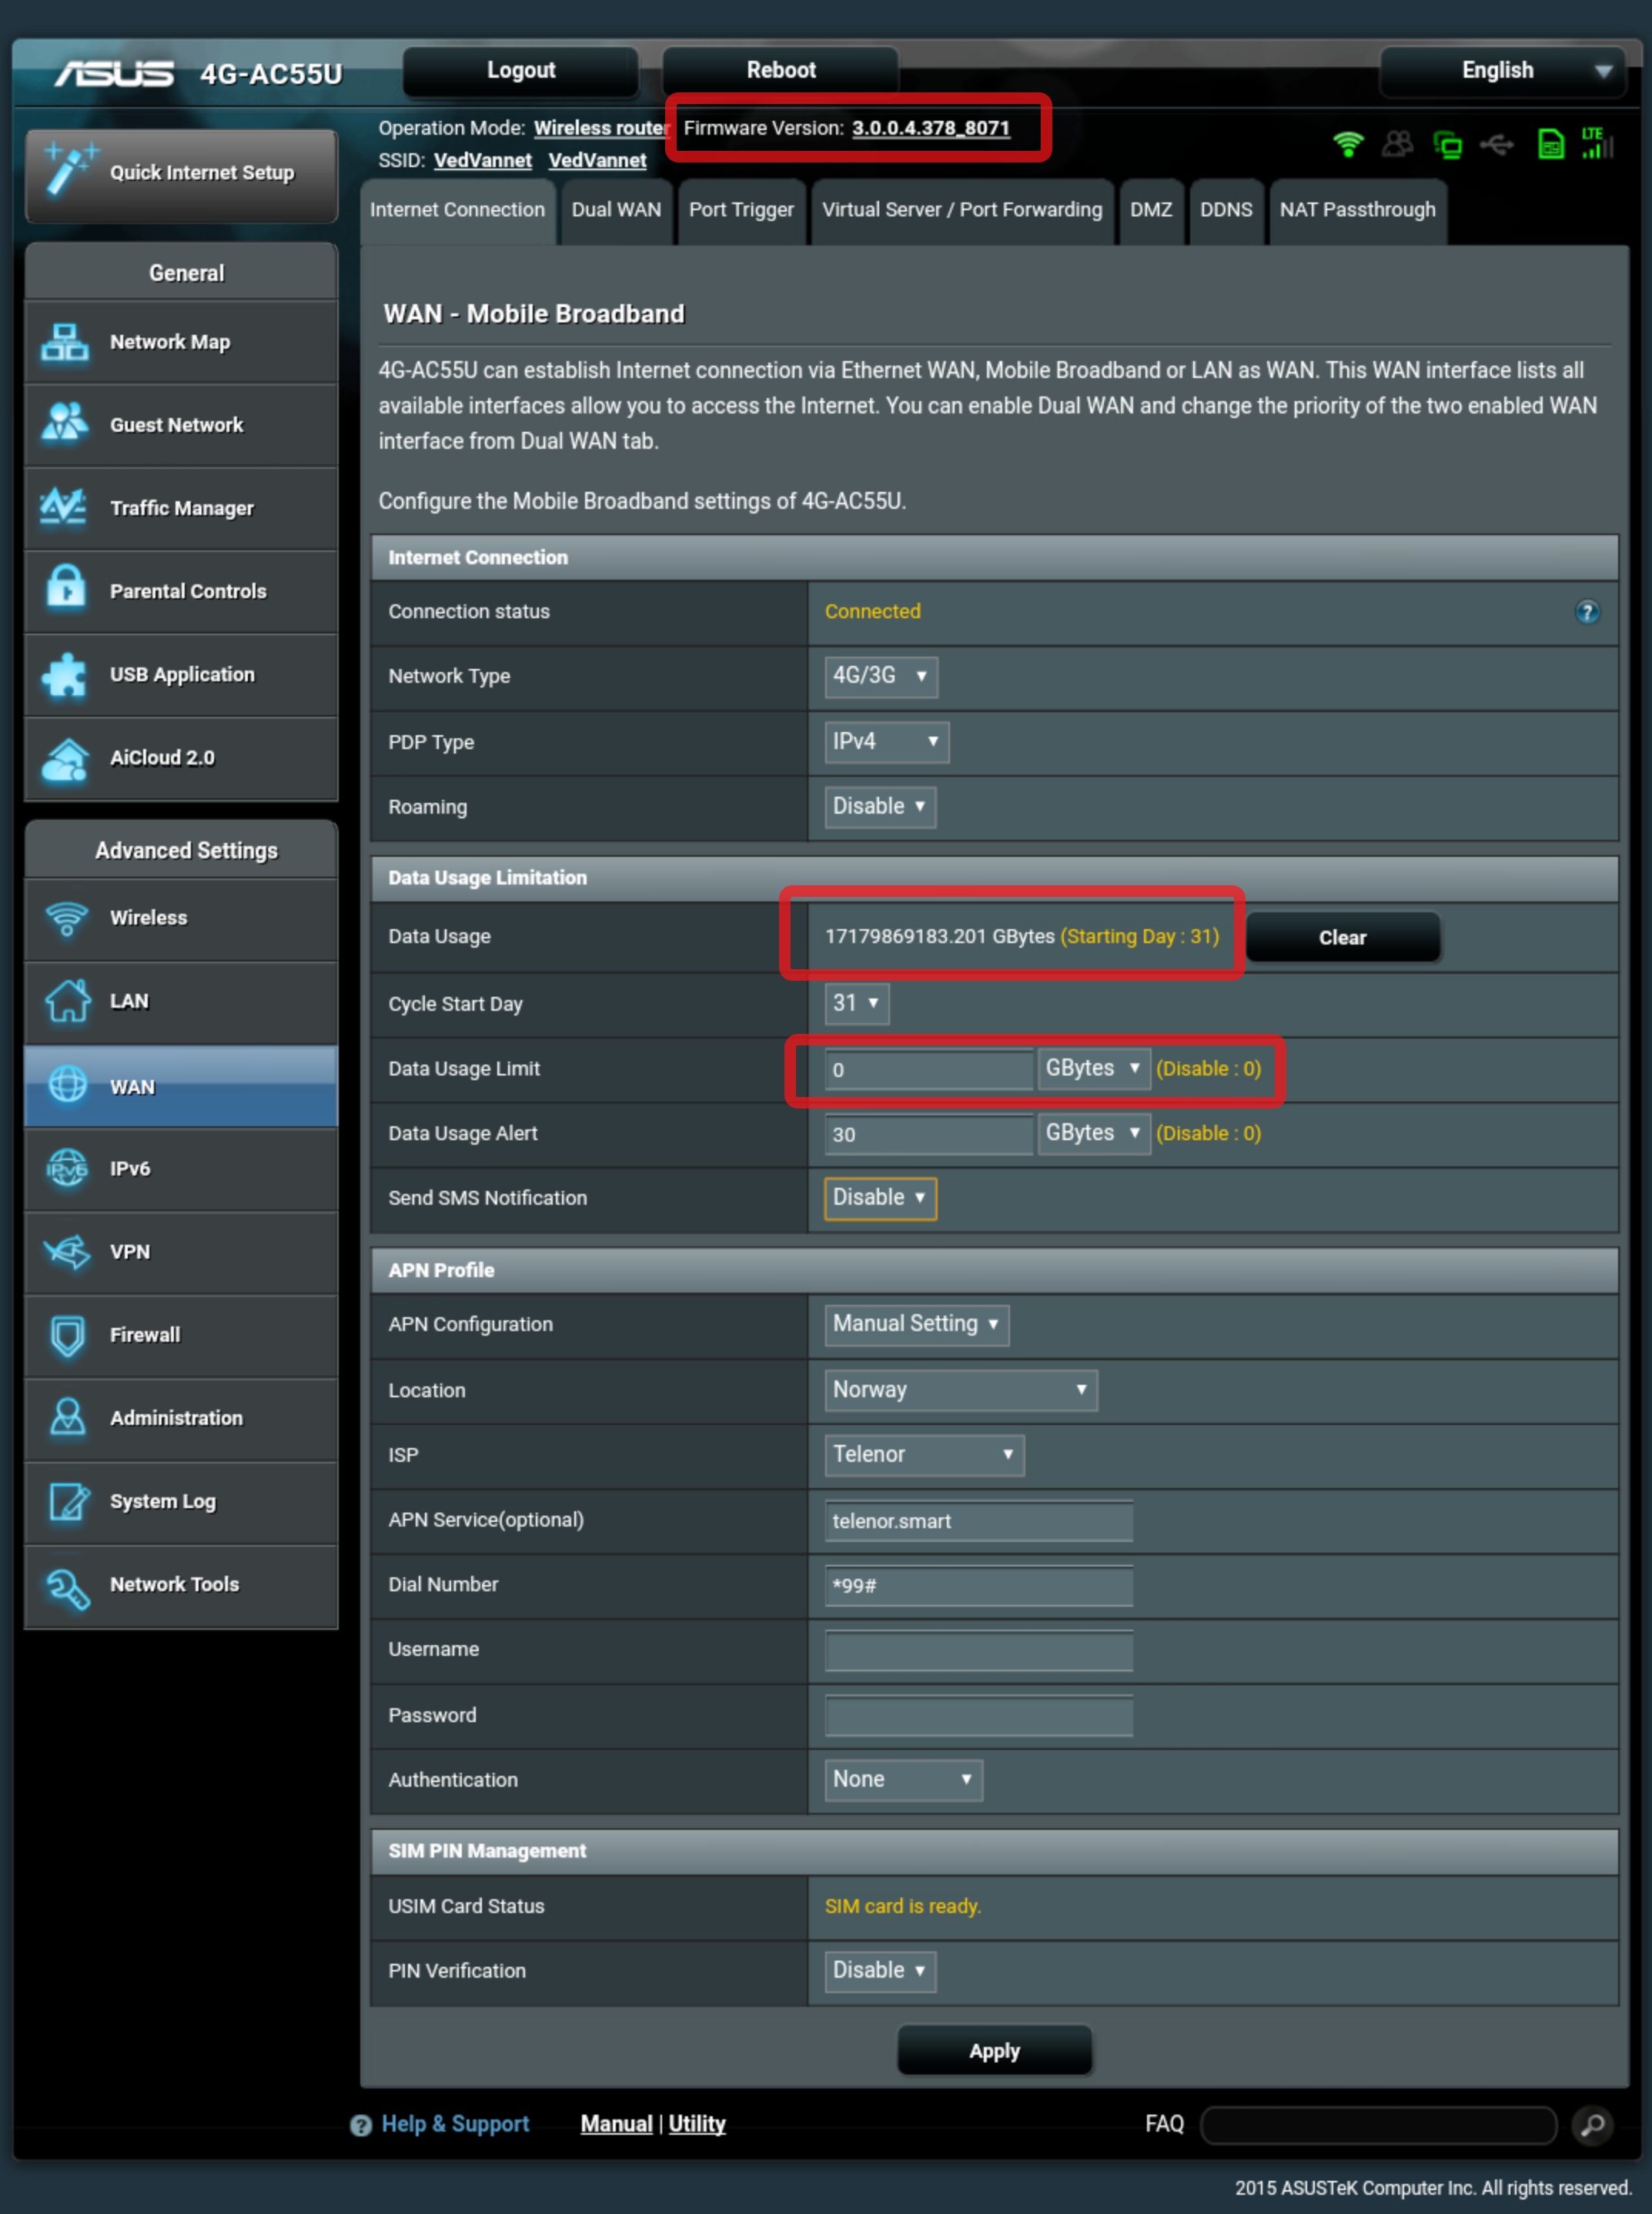 ASUS 4G-AC55U Logout Reboot English
Operation Mode: Wireless router Firmware Version: 3.0.0.4.378_8071
SSID: VedVannet VedVannet
LTE
Quick Internet Setup
General
Network Map
Guest Network
Traffic Manager
Parental Controls
USB Application
AiCloud 2.0
Advanced Settings
Wireless
LAN
WAN
IPv6
IPv6
VPN
Firewall
Administration
System Log
Network Tools
Internet Connection Dual WAN Port Trigger Virtual Server / Port Forwarding DMZ DDNS NAT Passthrough
WAN - Mobile Broadband
4G-AC55U can establish Internet connection via Ethernet WAN, Mobile Broadband or LAN as WAN. This WAN interface lists all
available interfaces allow you to access the Internet. You can enable Dual WAN and change the priority of the two enabled WAN
interface from Dual WAN tab.
Configure the Mobile Broadband settings of 4G-AC55U.
Internet Connection
Connection status Connected ?
Network Type 4G/3G
PDP Type IPv4
Roaming Disable
Data Usage Limitation
Data Usage 17179869183.201 GBytes (Starting Day : 31) Clear
Cycle Start Day 31
Data Usage Limit 0 GBytes (Disable : 0)
Data Usage Alert 30 GBytes (Disable : 0)
Send SMS Notification Disable
APN Profile
APN Configuration Manual Setting
Location Norway
ISP Telenor
APN Service(optional) telenor.smart
Dial Number *99#
Username
Password
Authentication None
SIM PIN Management
USIM Card Status SIM card is ready.
PIN Verification Disable
Apply
? Help & Support Manual | Utility FAQ
2015 ASUSTeK Computer Inc. All rights reserved.